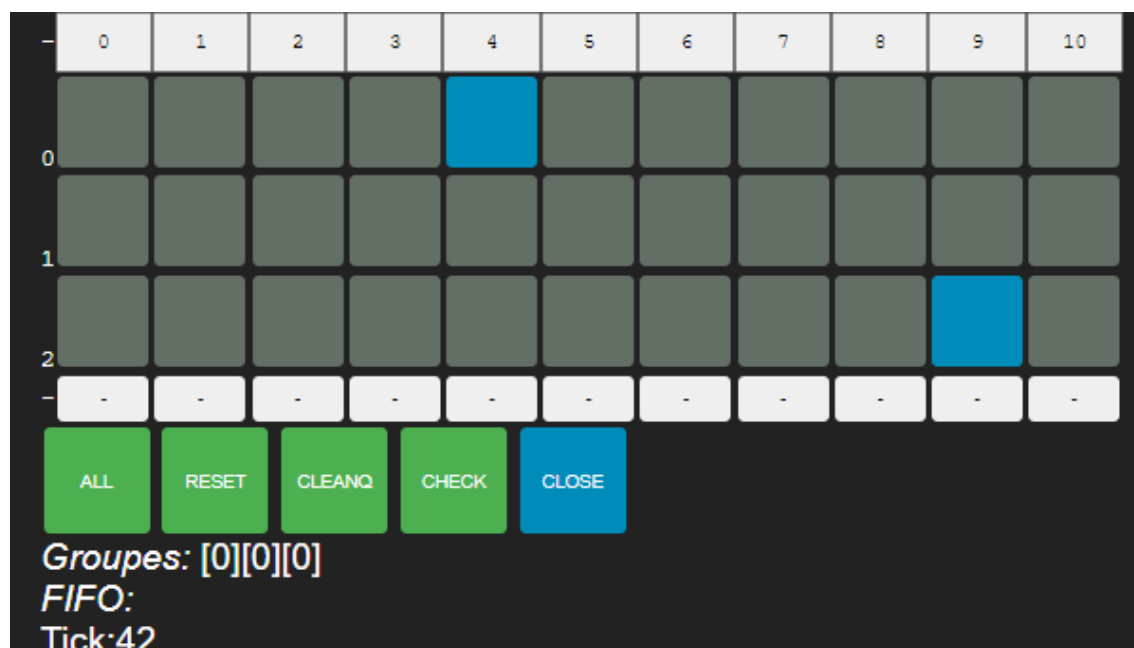 - 0 1 2 3 4 5 6 7 8 9 10
0
1
2
- - - - - - - - - - - -
ALL RESET CLEANQ CHECK CLOSE
Groupes: [0][0][0]
FIFO:
Tick:42